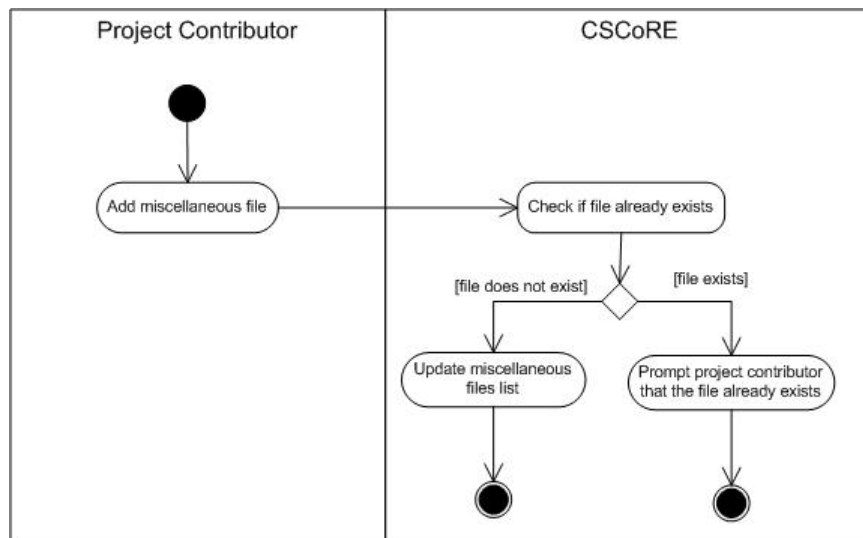 Project Contributor
CSCoRE
Add miscellaneous file
Check if file already exists
[file does not exist]
[file exists]
Update miscellaneous
files list
Prompt project contributor
that the file already exists